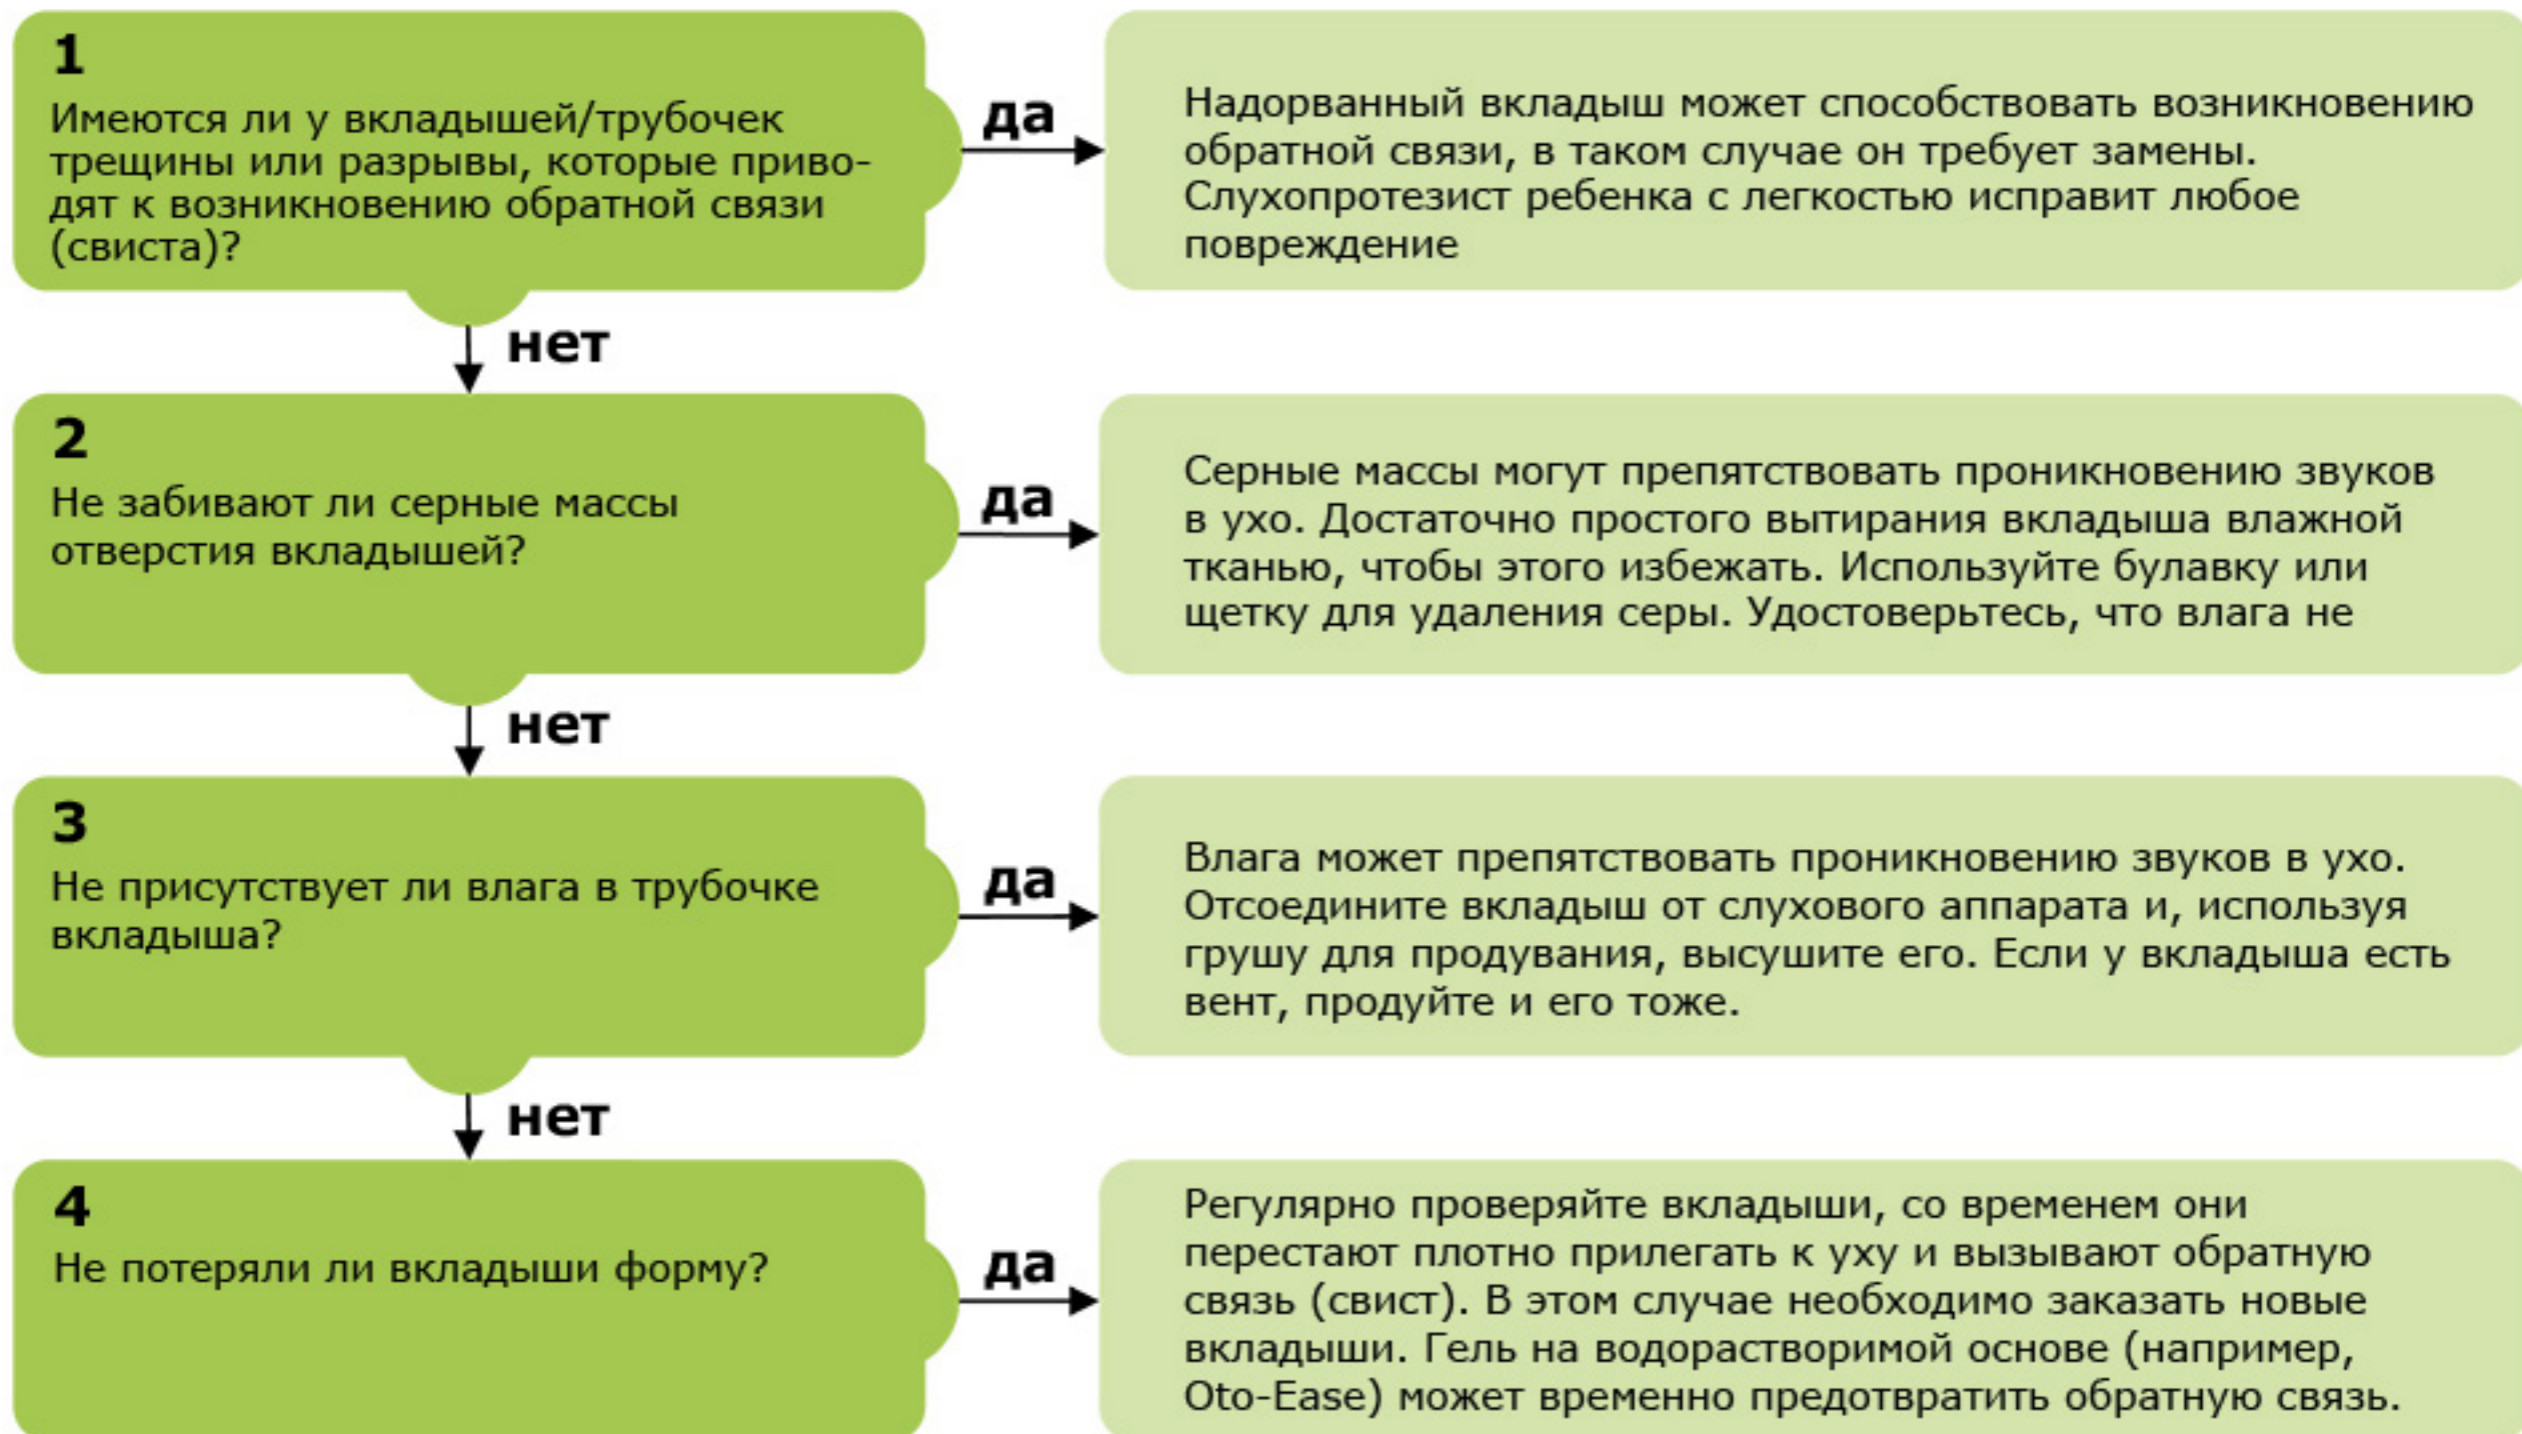 1
Имеются ли у вкладышей/трубочек
трещины или разрывы, которые приво-
дят к возникновению обратной связи
(свиста)?
да
Надорванный вкладыш может способствовать возникновению
обратной связи, в таком случае он требует замены.
Слухопротезист ребенка с легкостью исправит любое
повреждение
нет
2
Не забивают ли серные массы
отверстия вкладышей?
да
Серные массы могут препятствовать проникновению звуков
в ухо. Достаточно простого вытирания вкладыша влажной
тканью, чтобы этого избежать. Используйте булавку или
щетку для удаления серы. Удостоверьтесь, что влага не
нет
3
Не присутствует ли влага в трубочке
вкладыша?
да
Влага может препятствовать проникновению звуков в ухо.
Отсоедините вкладыш от слухового аппарата и, используя
грушу для продувания, высушите его. Если у вкладыша есть
вент, продуйте и его тоже.
нет
4
Не потеряли ли вкладыши форму?
да
Регулярно проверяйте вкладыши, со временем они
перестают плотно прилегать к уху и вызывают обратную
связь (свист). В этом случае необходимо заказать новые
вкладыши. Гель на водорастворимой основе (например,
Oto-Ease) может временно предотвратить обратную связь.